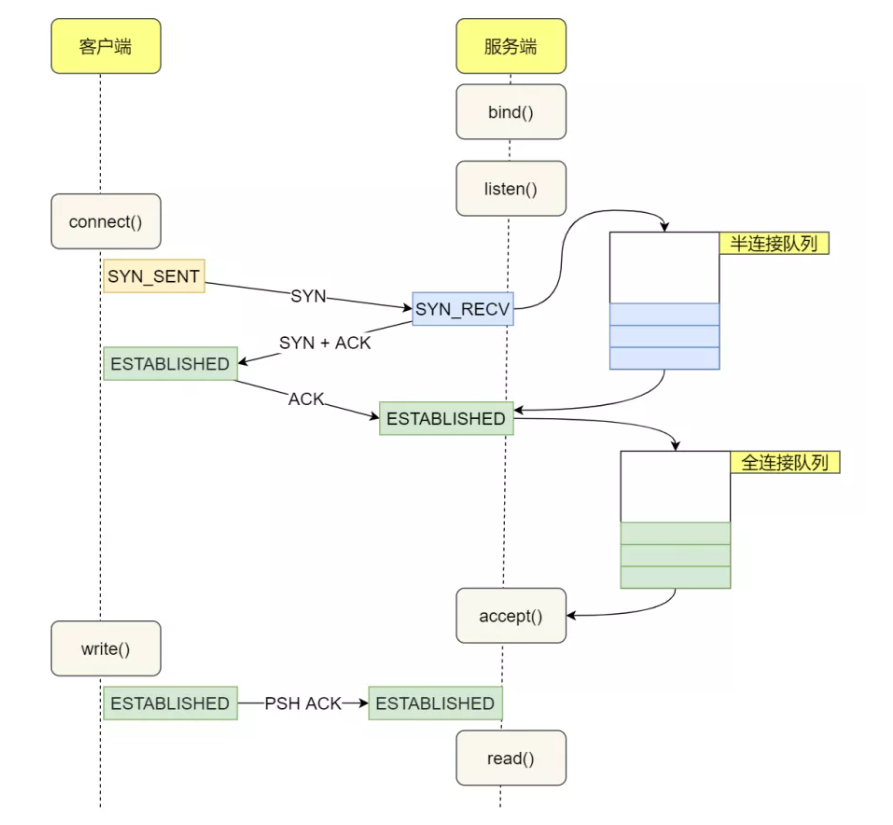 客户端
服务端
bind()
listen()
connect()
半连接队列
SYN_SENT
SYN
SYN_RECV
SYN + ACK
ESTABLISHED
ACK
ESTABLISHED
全连接队列
accept()
write()
ESTABLISHED
PSH ACK
ESTABLISHED
read()